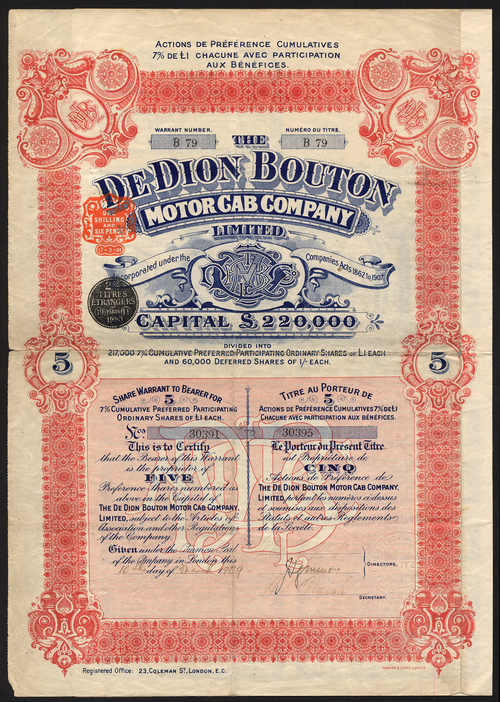 ACTIONS DE PRÉFÉRENCE CUMULATIVES
7% DE £1 CHACUNE AVEC PARTICIPATION
AUX BÉNÉFICES.
WARRANT NUMBER. NUMÉRO DU TITRE.
B 79 THE B 79
DE DION BOUTON
MOTOR CAB COMPANY
LIMITED.
ONE
SHILLING
AND
SIX PENCE
Incorporated under the Companies Acts 1862 to 1907.
TITRES
ÉTRANGERS
CAPITAL £220,000
DIVIDED INTO
217,000 7% CUMULATIVE PREFERRED PARTICIPATING ORDINARY SHARES OF £1 EACH
AND 60,000 DEFERRED SHARES OF 1/- EACH.
5 5
SHARE WARRANT TO BEARER FOR
5
7% CUMULATIVE PREFERRED PARTICIPATING
ORDINARY SHARES OF £1 EACH.
TITRE AU PORTEUR DE
5
ACTIONS DE PRÉFÉRENCE CUMULATIVES 7% DE £1
CHACUNE AVEC PARTICIPATION AUX BÉNÉFICES.
Nos 30391 TO 30395
This is to Certify
that the Bearer of this Warrant
is the proprietor of
FIVE
Preference Shares numbered as
above in the Capital of
THE DE DION BOUTON MOTOR CAB COMPANY,
LIMITED, subject to the Articles of
Association and other Regulations
of the Company.
Given under the Common Seal
of the Company in London this
10th day of 1909
Le Porteur du Présent Titre
est Propriétaire de
CINQ
Actions de Préférence de
THE DE DION BOUTON MOTOR CAB COMPANY,
LIMITED, portant les numéros ci-dessus
et soumises aux dispositions des
Statuts et autres Règlements
de la Société.
DIRECTORS.
SECRETARY.
Registered Office: 23, COLEMAN ST, LONDON, E.C.